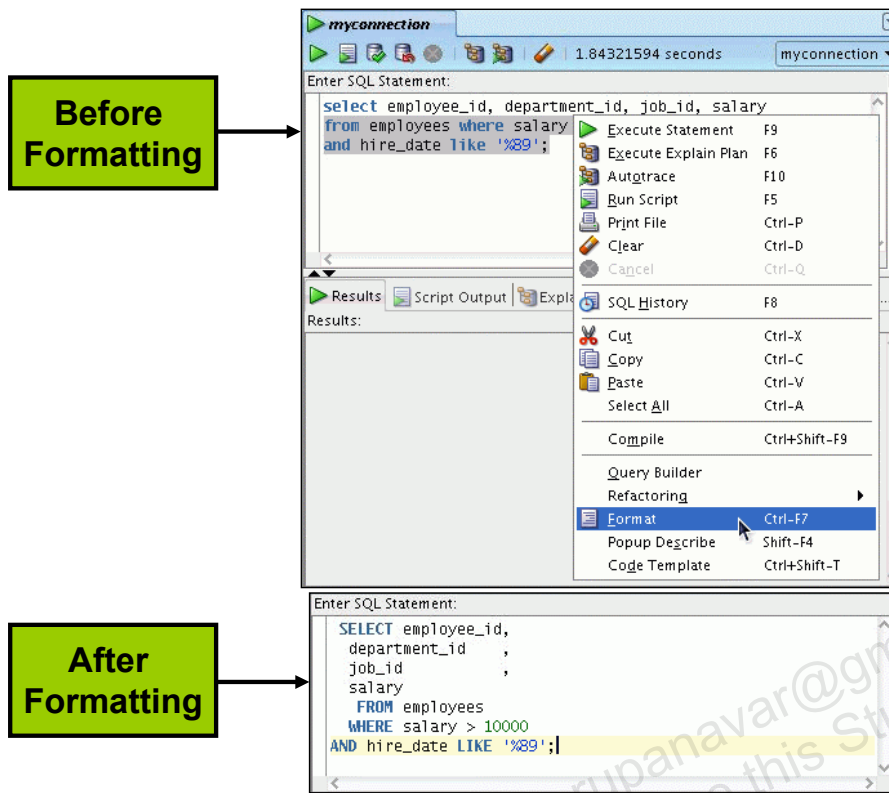 myconnection
1.84321594 seconds myconnection
Enter SQL Statement:
Before
Formatting
select employee_id, department_id, job_id, salary
from employees where salary
and hire_date like '%89';
Execute Statement F9
Execute Explain Plan F6
Autotrace F10
Run Script F5
Print File Ctrl-P
Clear Ctrl-D
Cancel Ctrl-Q
SQL History F8
Cut Ctrl-X
Copy Ctrl-C
Paste Ctrl-V
Select All Ctrl-A
Compile Ctrl+Shift-F9
Query Builder
Refactoring
Format Ctrl-F7
Popup Describe Shift-F4
Code Template Ctrl+Shift-T
Results Script Output
Results:
After
Formatting
Enter SQL Statement:
SELECT employee_id,
department_id ,
job_id ,
salary
FROM employees
WHERE salary > 10000
AND hire_date LIKE '%89';